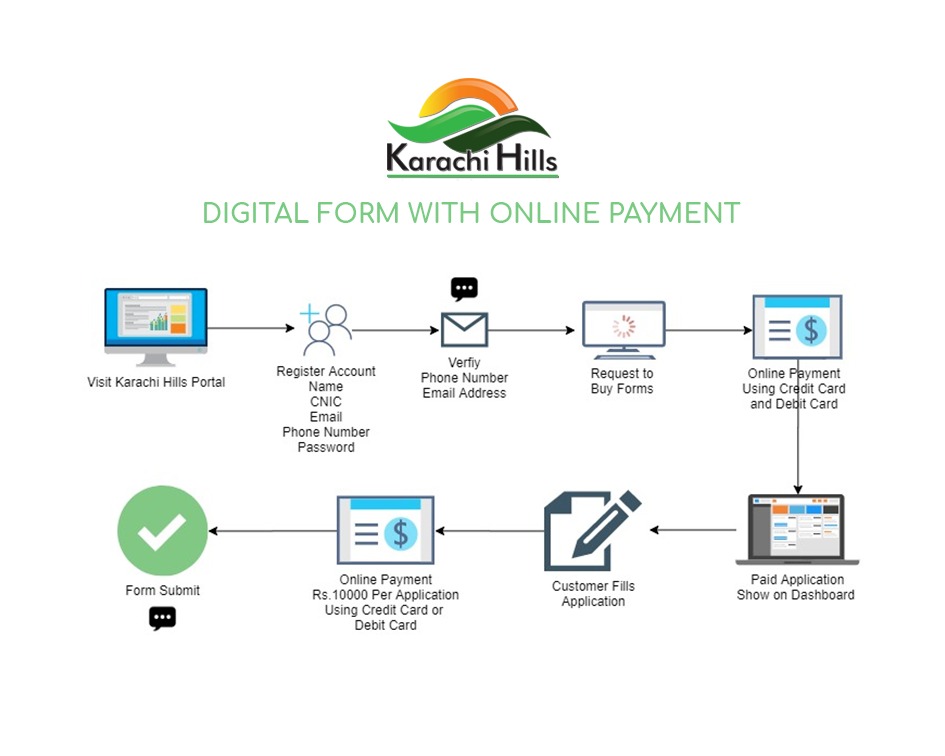 Karachi Hills
DIGITAL FORM WITH ONLINE PAYMENT
Visit Karachi Hills Portal
Register Account
Name
CNIC
Email
Phone Number
Password
Verfiy
Phone Number
Email Address
Request to
Buy Forms
Online Payment
Using Credit Card
and Debit Card
$
Paid Application
Show on Dashboard
Customer Fills
Application
$
Online Payment
Rs.10000 Per Application
Using Credit Card or
Debit Card
Form Submit